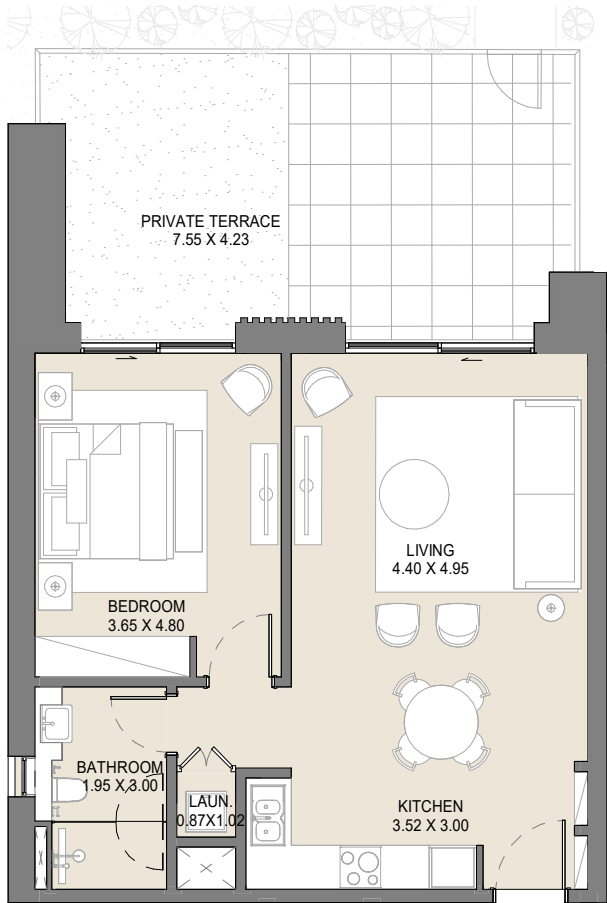 PRIVATE TERRACE
7.55 X 4.23
LIVING
4.40 X 4.95
BEDROOM
3.65 X 4.80
BATHROOM
1.95 X 3.00
LAUN.
0.87X1.02
KITCHEN
3.52 X 3.00